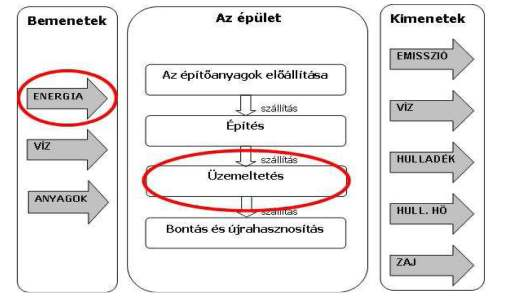 Bemenetek
ENERGIA
VÍZ
ANYAGOK
Az épület
Az építőanyagok előállítása
szállítás
Építés
szállítás
Üzemeltetés
szállítás
Bontás és újrahasznosítás
Kimenetek
EMISSZIÓ
VÍZ
HULLADÉK
HULL. HŐ
ZAJ